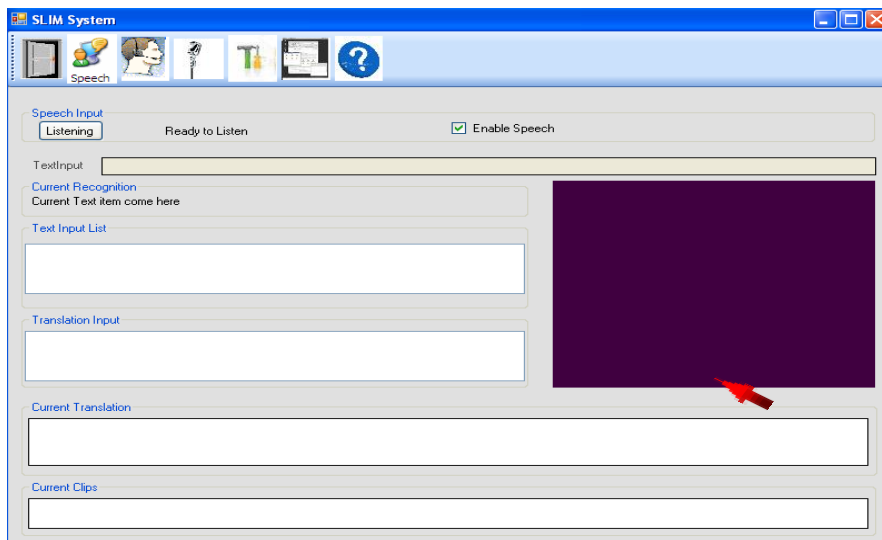 SLIM System
Speech
Speech Input
Listening
Ready to Listen
Enable Speech
TextInput
Current Recognition
Current Text item come here
Text Input List
Translation Input
Current Translation
Current Clips